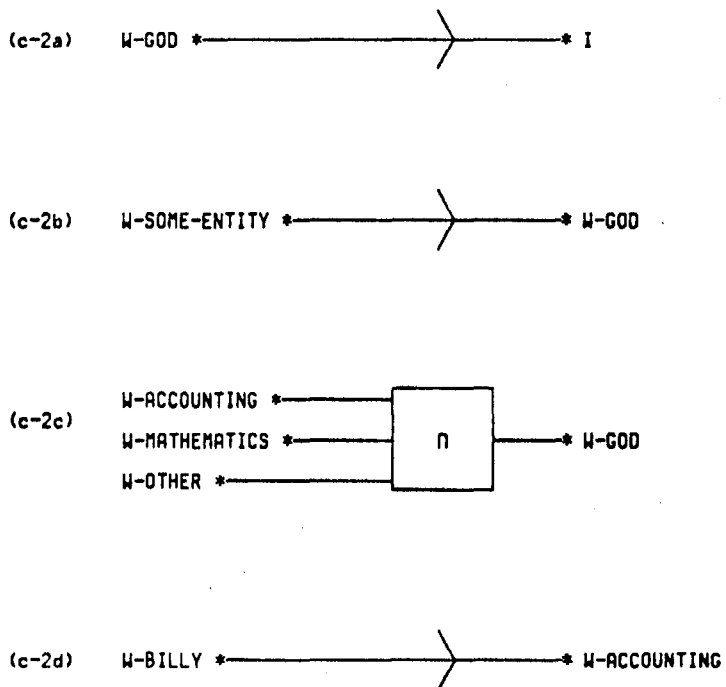 (c-2a) W-GOD * * I
(c-2b) W-SOME-ENTITY * * W-GOD
W-ACCOUNTING *
(c-2c) W-MATHEMATICS * n * W-GOD
W-OTHER *
(c-2d) W-BILLY * * W-ACCOUNTING